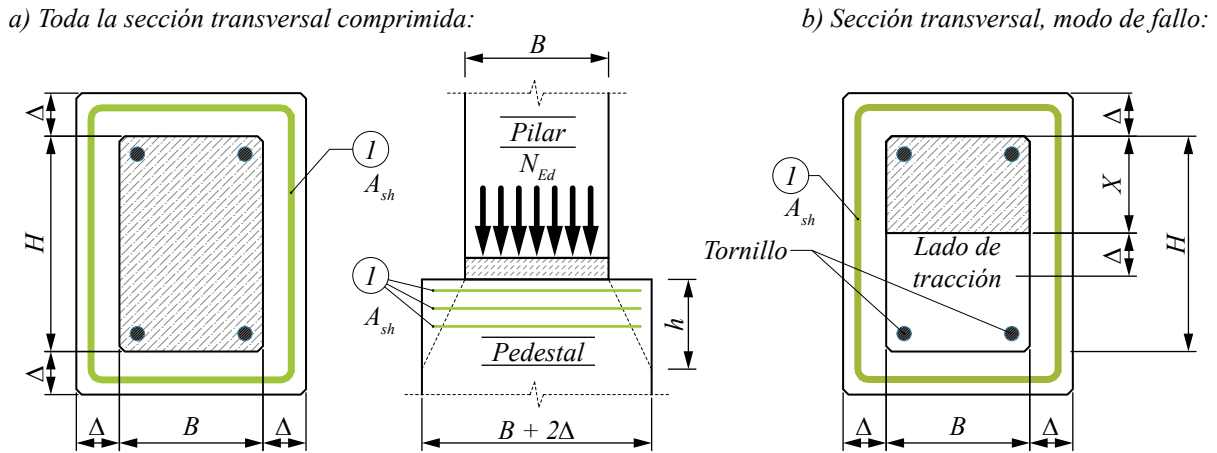 a) Toda la sección transversal comprimida:
b) Sección transversal, modo de fallo:
B
Δ
H
Δ
Δ
B
Δ
1
A_sh
Pilar
N_Ed
1
A_sh
h
Pedestal
B + 2Δ
1
A_sh
Tornillo
Lado de
tracción
Δ
X
Δ
H
Δ
B
Δ